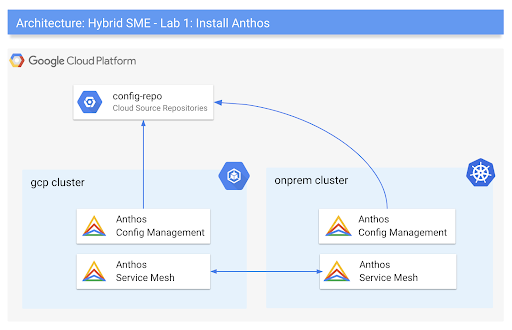 Architecture: Hybrid SME - Lab 1: Install Anthos
Google Cloud Platform
config-repo
Cloud Source Repositories
gcp cluster
onprem cluster
Anthos
Config Management
Anthos
Config Management
Anthos
Service Mesh
Anthos
Service Mesh